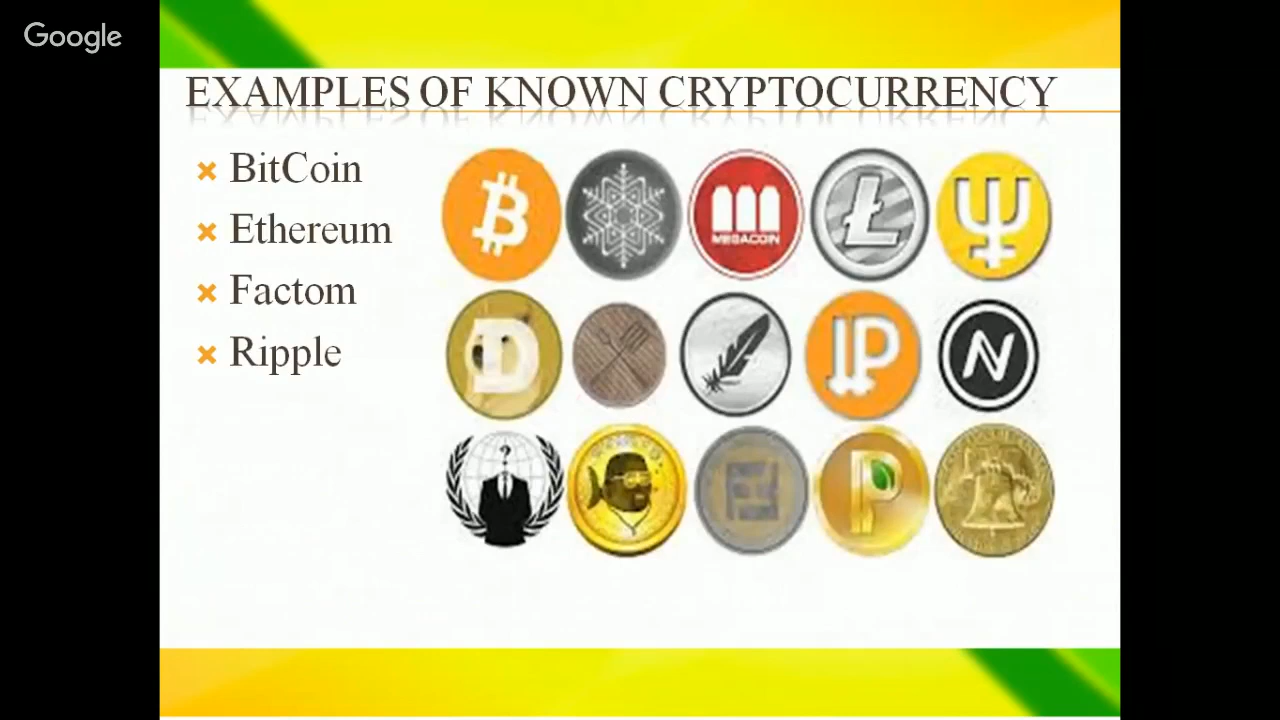 Google
EXAMPLES OF KNOWN CRYPTOCURRENCY
BitCoin
Ethereum
Factom
Ripple
MEGACOIN